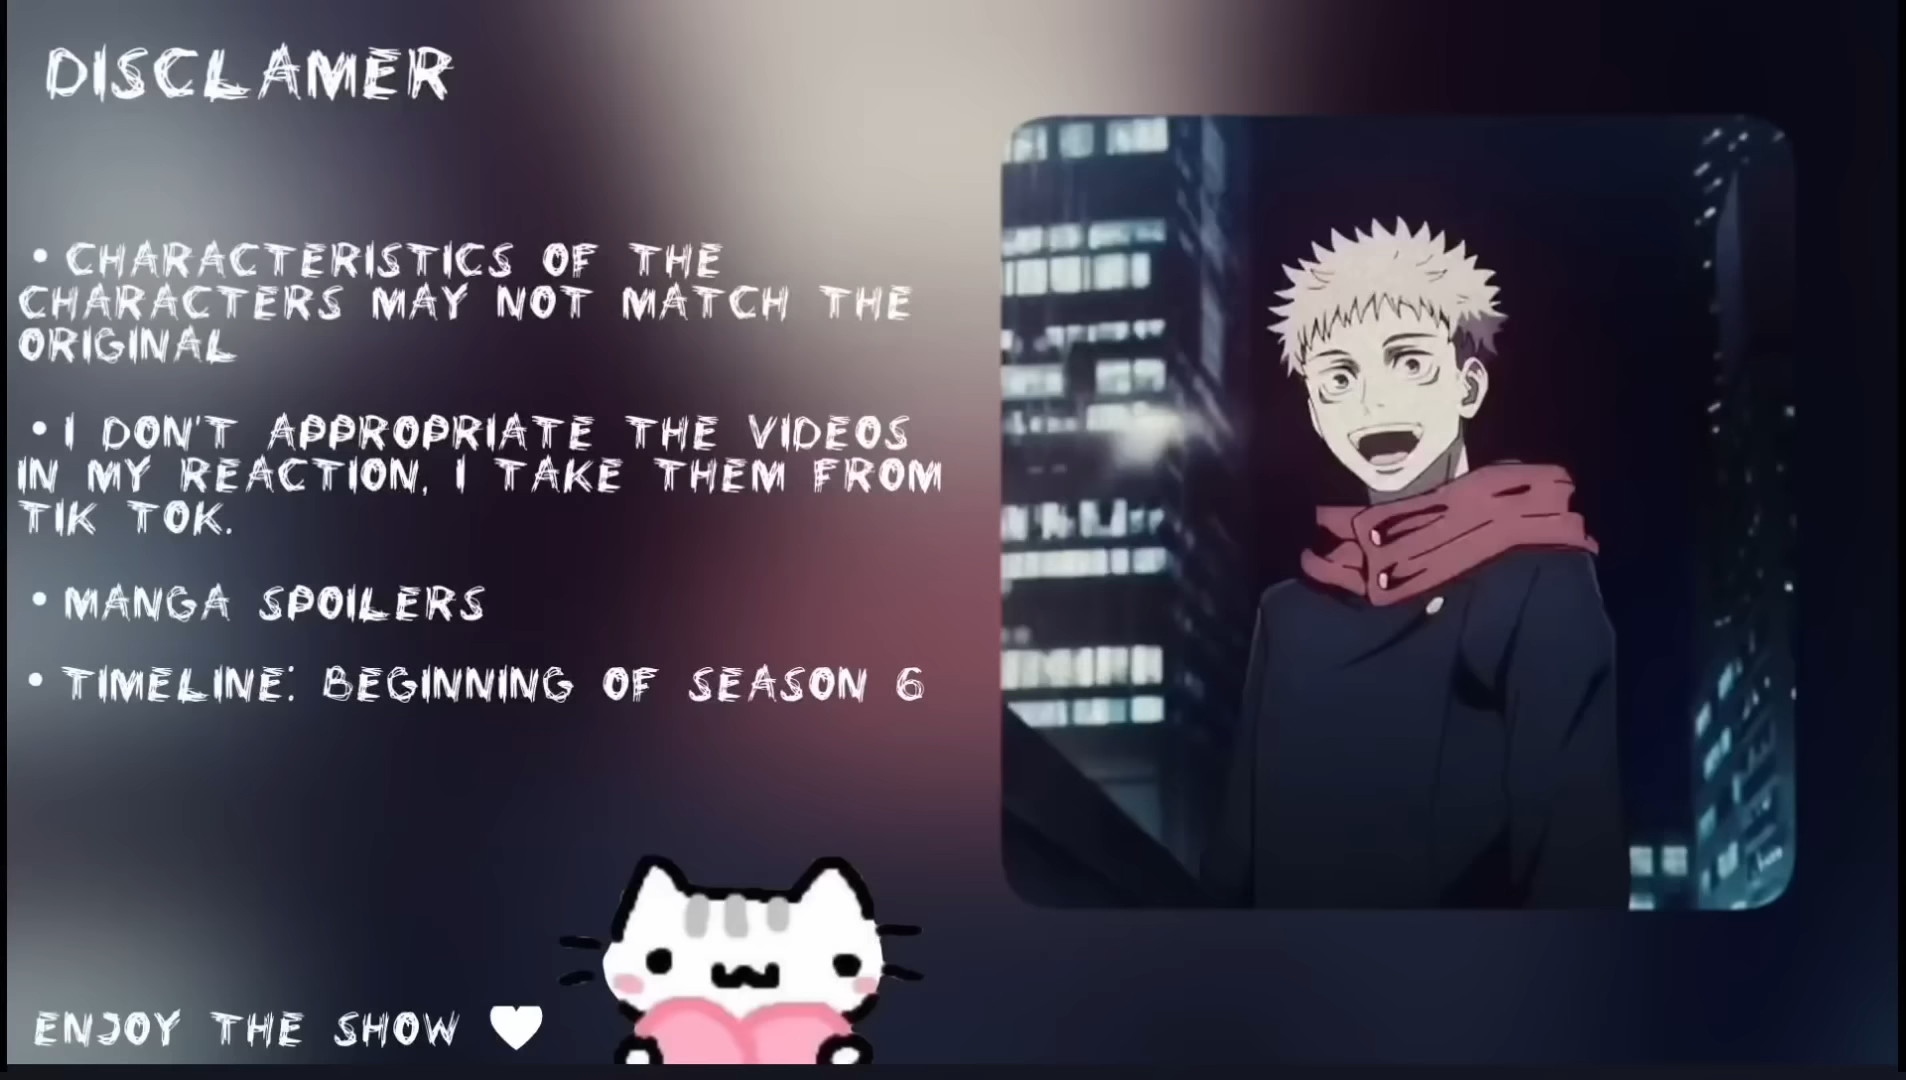 DISCLAMER
• CHARACTERISTICS OF THE
CHARACTERS MAY NOT MATCH THE
ORIGINAL
• I DON'T APPROPRIATE THE VIDEOS
IN MY REACTION, I TAKE THEM FROM
TIK TOK.
• MANGA SPOILERS
• TIMELINE: BEGINNING OF SEASON 6
ENJOY THE SHOW ♥